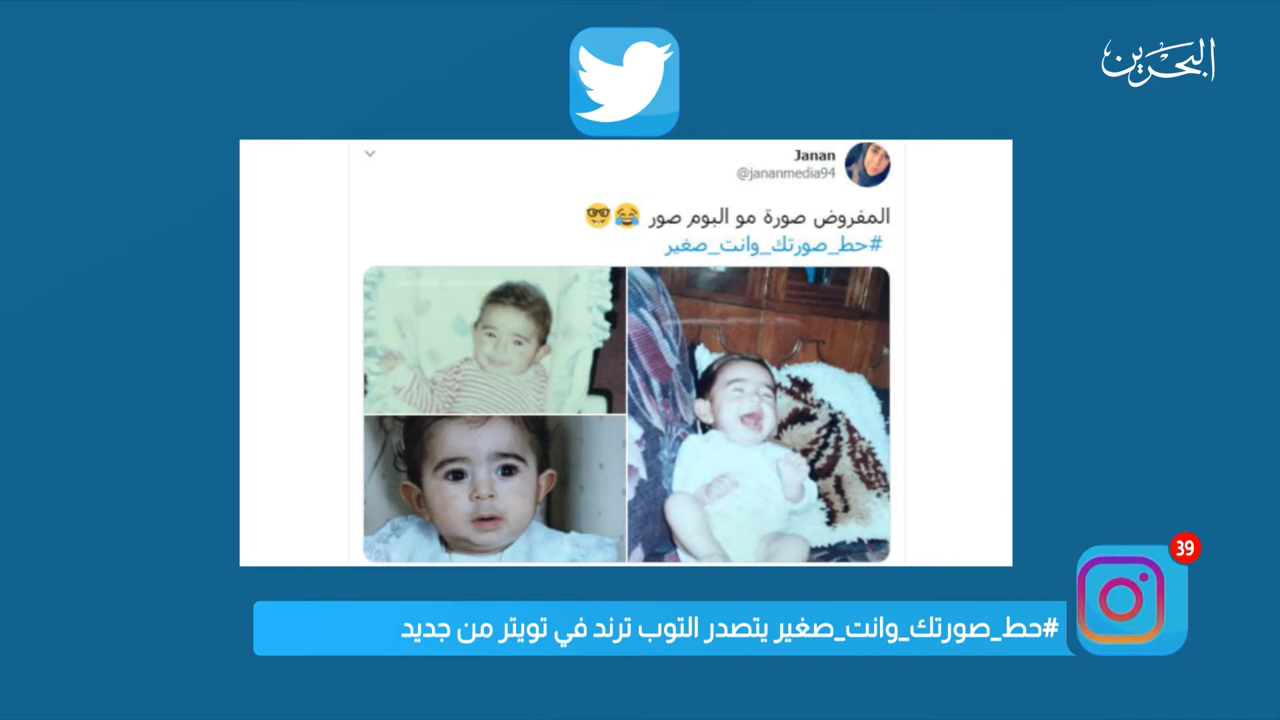 البحرين
Janan
@jananmedia94
المفروض صورة مو البوم صور 😂🤓
#حط_صورتك_وانت_صغير
39
#حط_صورتك_وانت_صغير يتصدر التوب ترند في تويتر من جديد